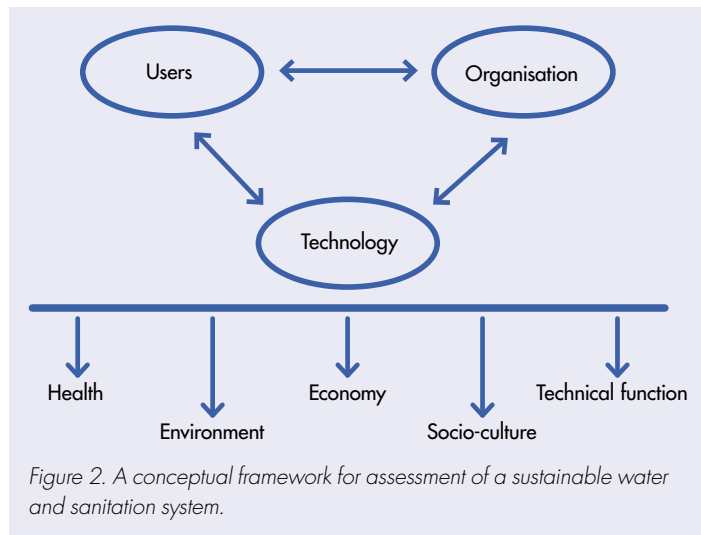 Users
Organisation
Technology
Health
Economy
Technical function
Environment
Socio-culture
Figure 2. A conceptual framework for assessment of a sustainable water
and sanitation system.